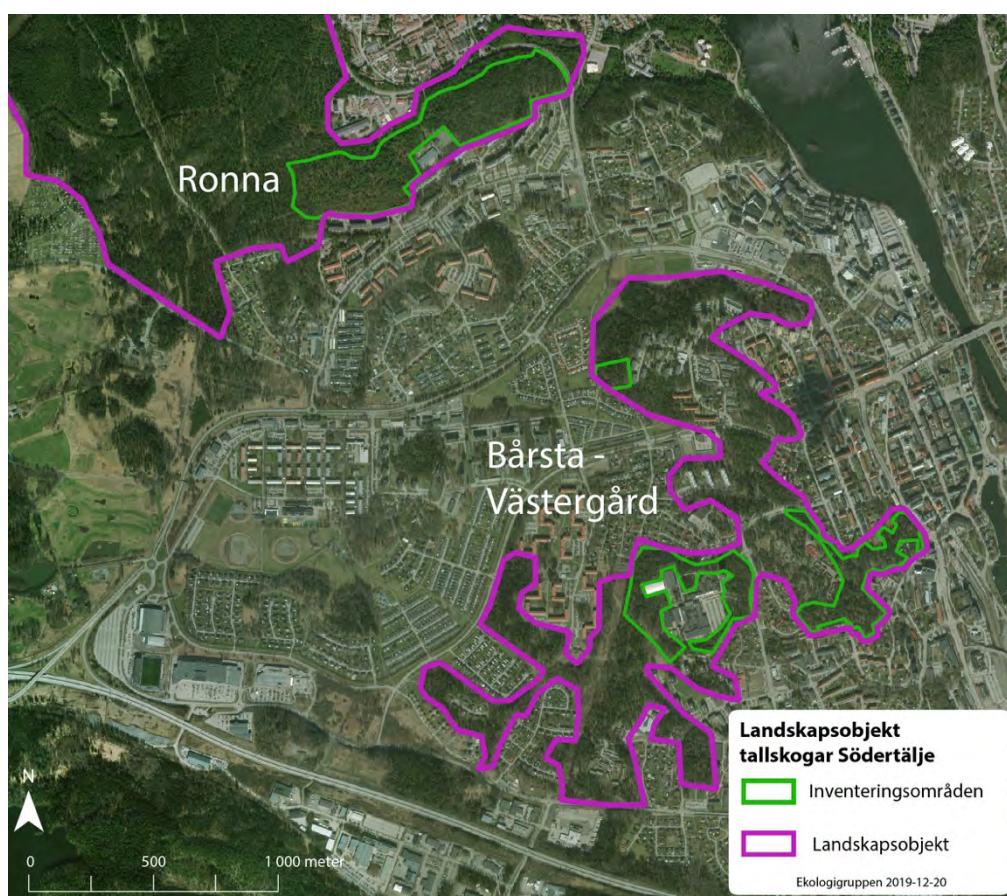 Ronna
Bårsta -
Västergård
N
0 500 1 000 meter
Landskapsobjekt
tallskogar Södertälje
Inventeringsområden
Landskapsobjekt
Ekologigruppen 2019-12-20